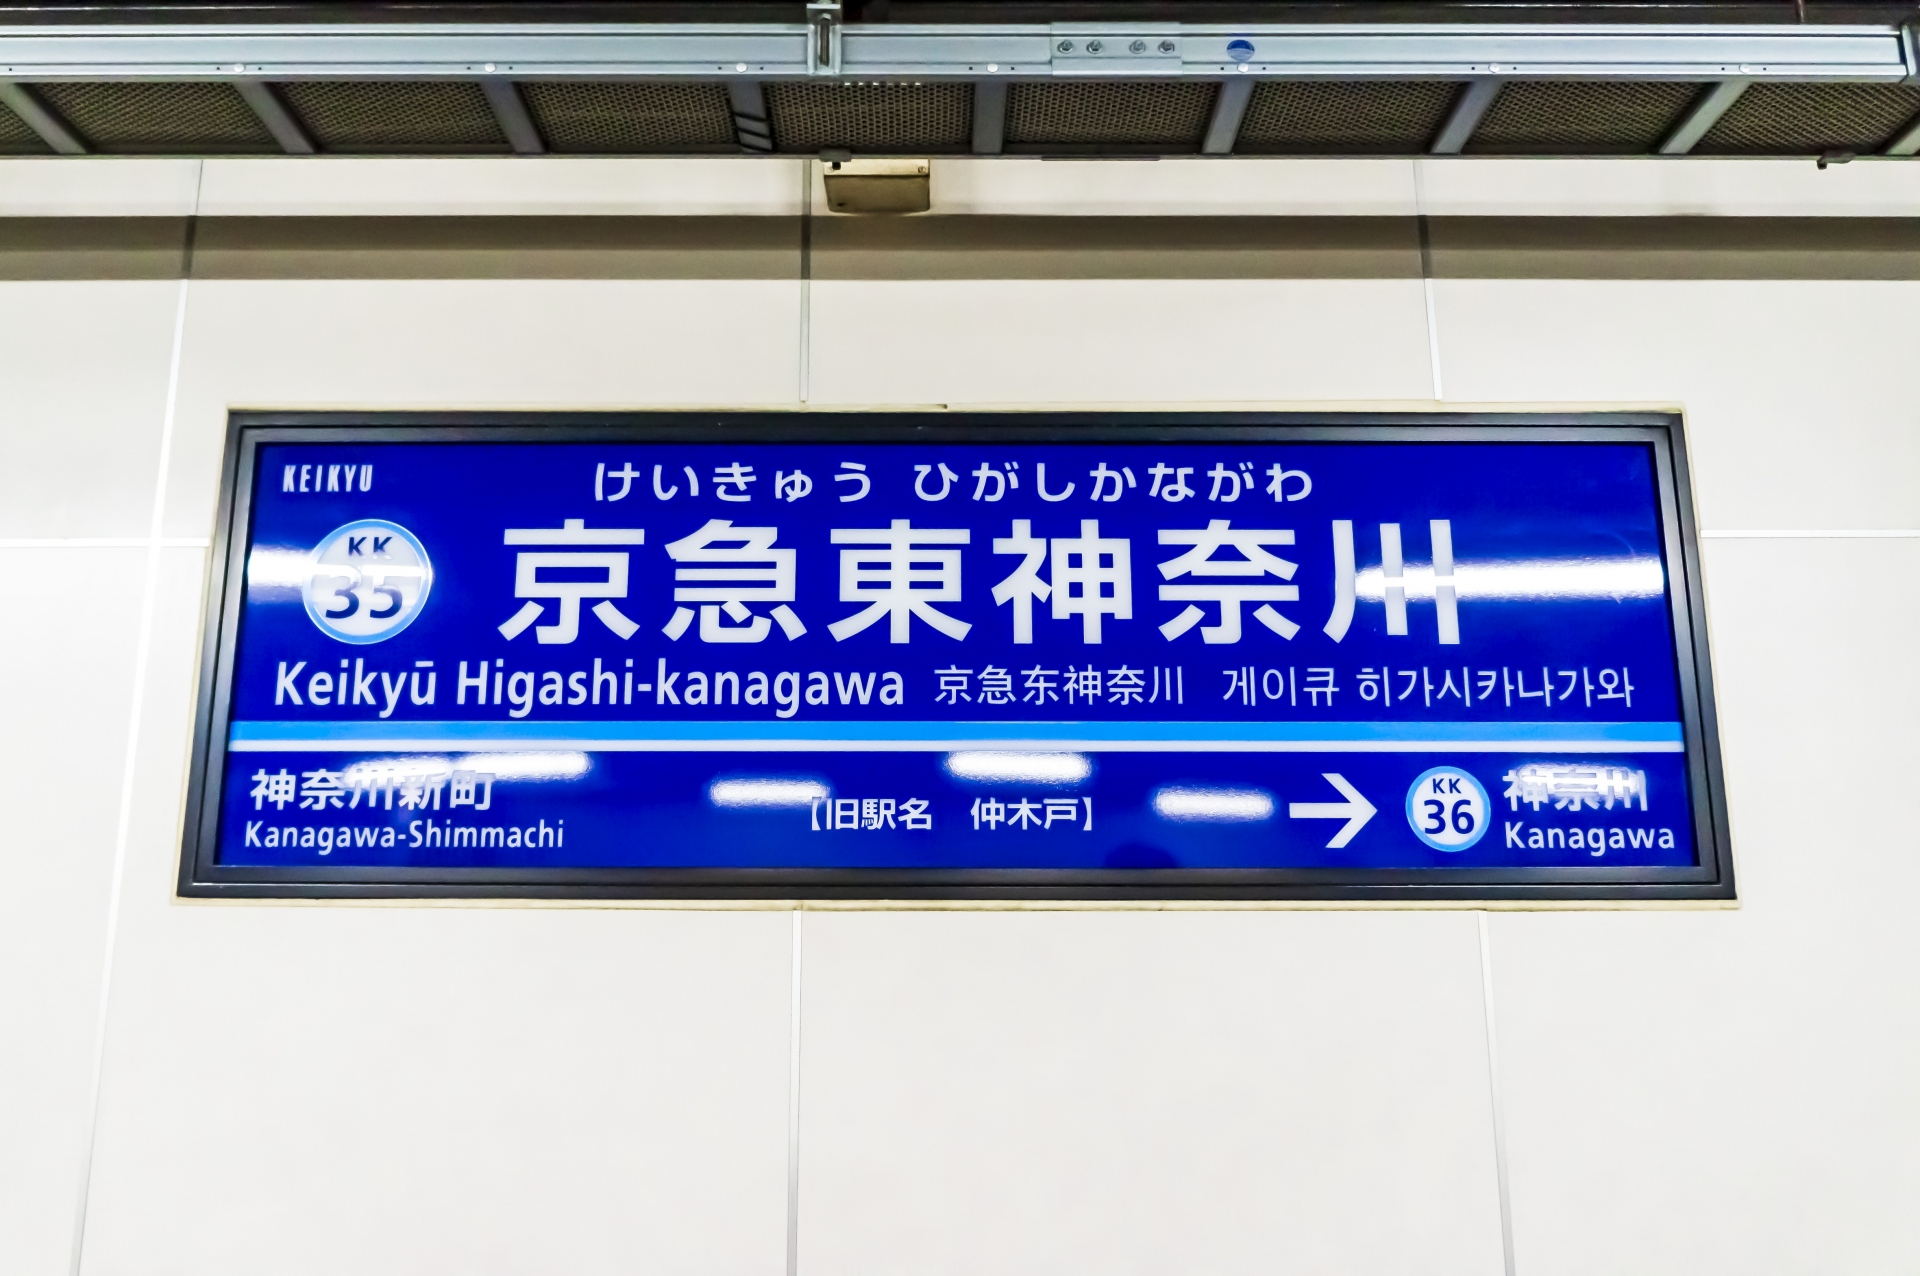 KEIKYU
けいきゅう ひがしかながわ
KK
35
京急東神奈川
Keikyū Higashi-kanagawa 京急东神奈川 게이큐 히가시카나가와
神奈川新町
Kanagawa-Shimmachi
【旧駅名 仲木戸】
→
KK
36
神奈川
Kanagawa